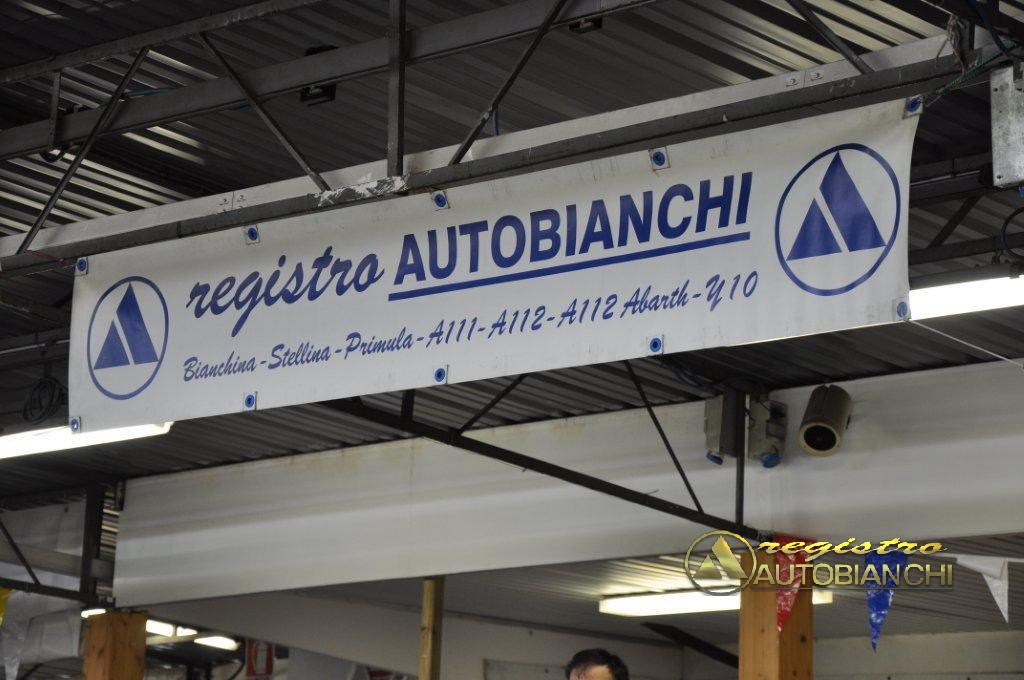 registro AUTOBIANCHI
Bianchina-Stellina-Primula-A111-A112-A112 Abarth-Y10
registro
AUTOBIANCHI